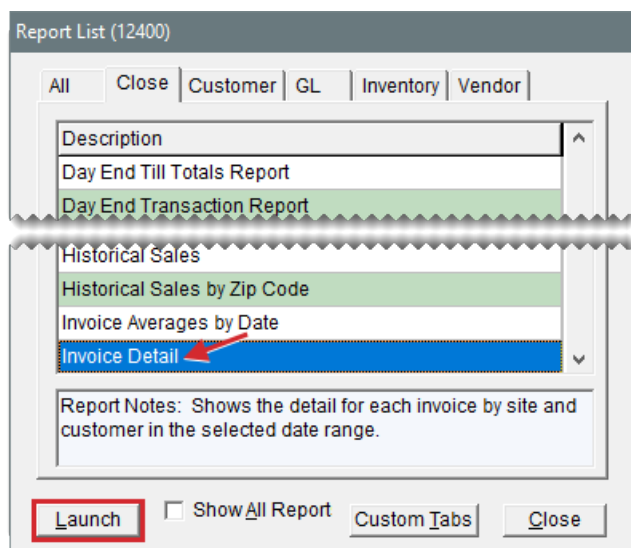 Report List (12400)
All Close Customer GL Inventory Vendor
Description
Day End Till Totals Report
Day End Transaction Report
Historical Sales
Historical Sales by Zip Code
Invoice Averages by Date
Invoice Detail
Report Notes: Shows the detail for each invoice by site and
customer in the selected date range.
Launch Show All Report Custom Tabs Close